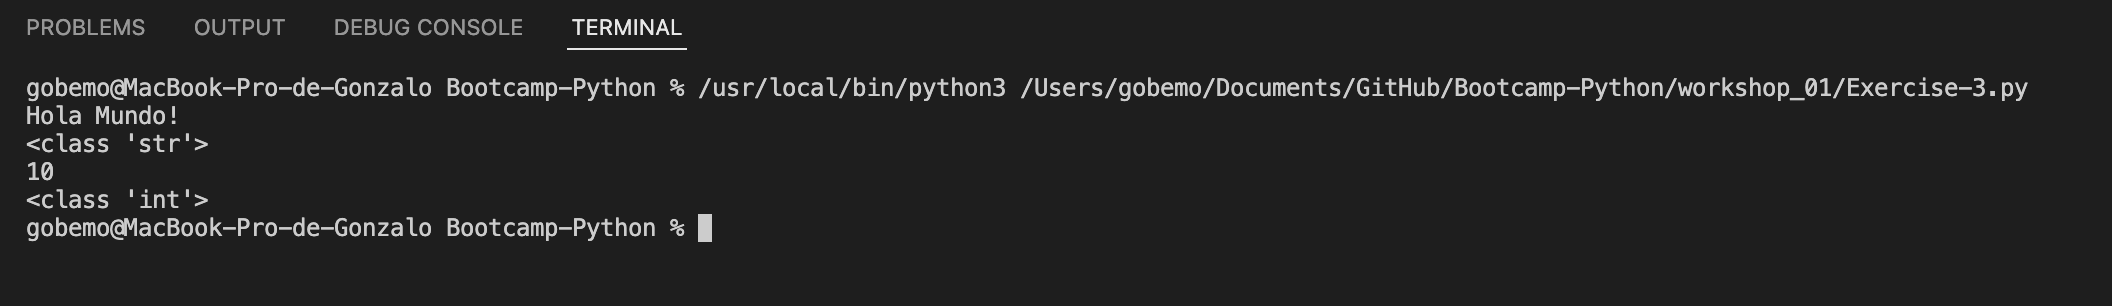 PROBLEMS OUTPUT DEBUG CONSOLE TERMINAL
gobemo@MacBook-Pro-de-Gonzalo Bootcamp-Python % /usr/local/bin/python3 /Users/gobemo/Documents/GitHub/Bootcamp-Python/workshop_01/Exercise-3.py
Hola Mundo!
<class 'str'>
10
<class 'int'>
gobemo@MacBook-Pro-de-Gonzalo Bootcamp-Python %